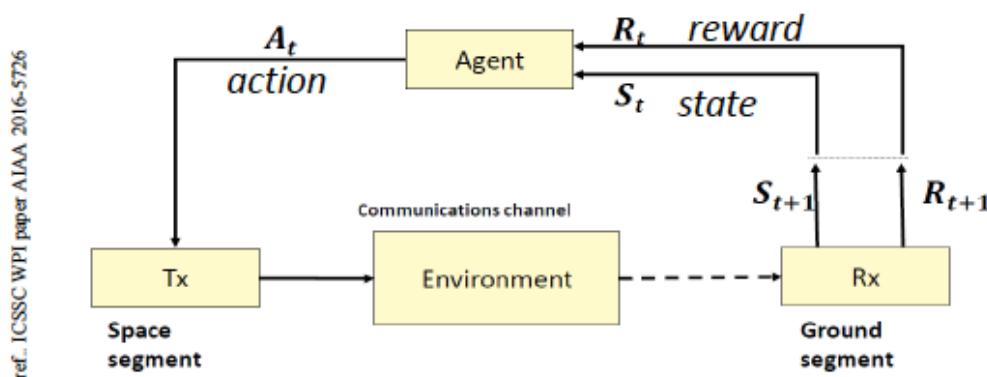 ref.. ICSSC WPI paper AIAA 2016-5726
A_t
action
Agent
R_t reward
S_t state
S_{t+1}
R_{t+1}
Communications channel
Tx
Environment
Rx
Space
segment
Ground
segment